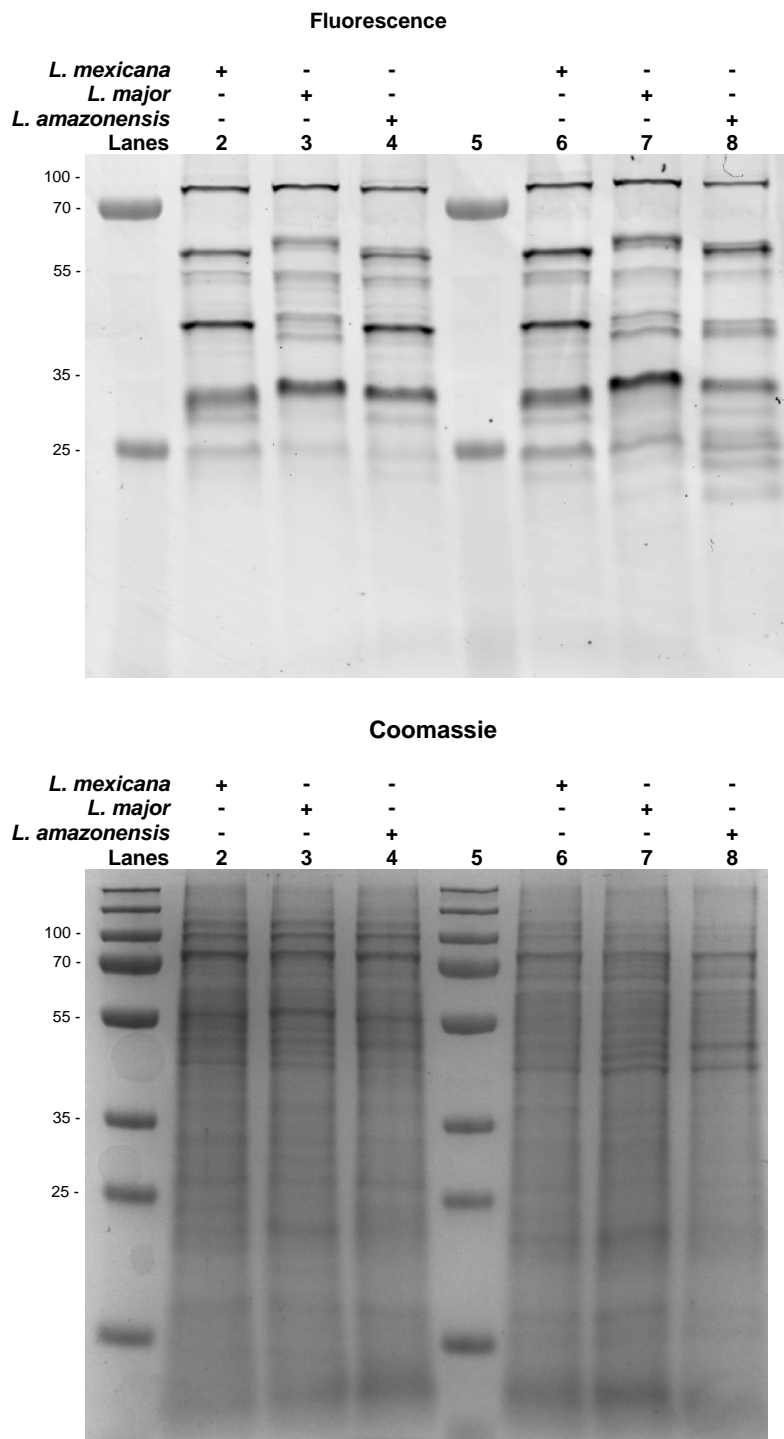 Fluorescence
L. mexicana + - - + - -
L. major - + - - + -
L. amazonensis - - + - - +
Lanes 2 3 4 5 6 7 8
100 -
70 -
55 -
35 -
25 -
Coomassie
L. mexicana + - - + - -
L. major - + - - + -
L. amazonensis - - + - - +
Lanes 2 3 4 5 6 7 8
100 -
70 -
55 -
35 -
25 -